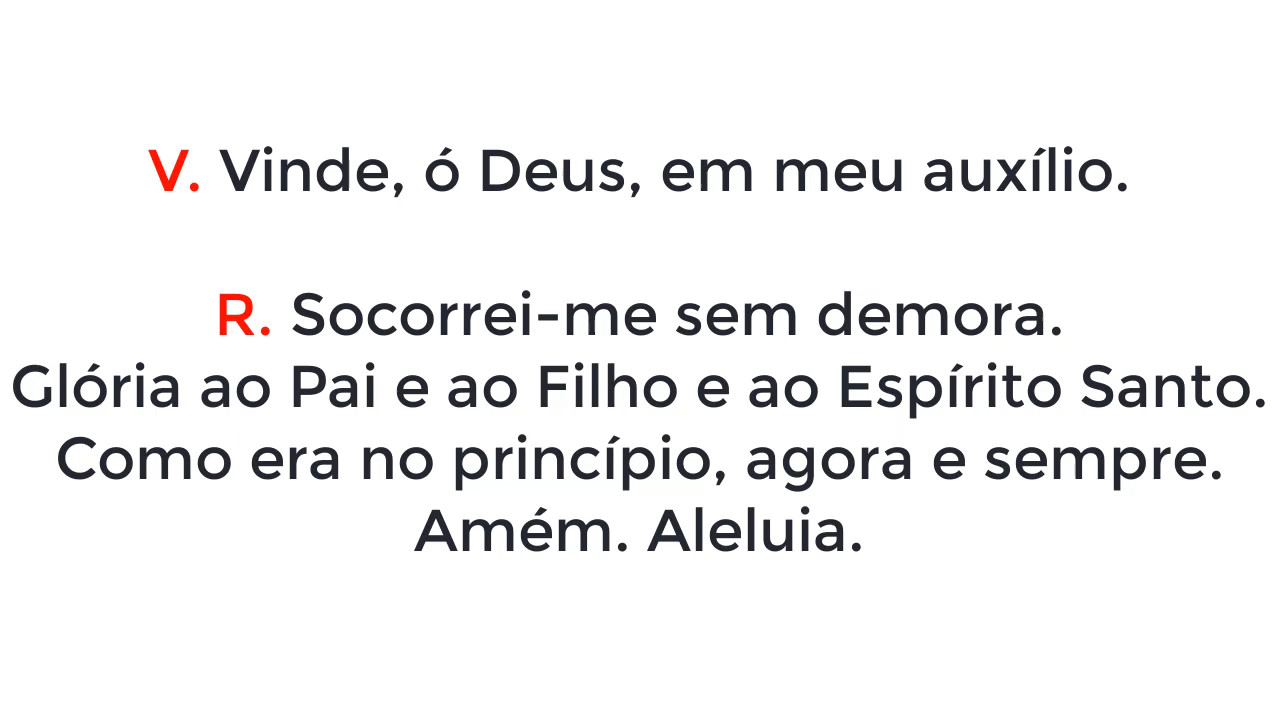 V. Vinde, ó Deus, em meu auxílio.
R. Socorrei-me sem demora.
Glória ao Pai e ao Filho e ao Espírito Santo.
Como era no princípio, agora e sempre.
Amém. Aleluia.